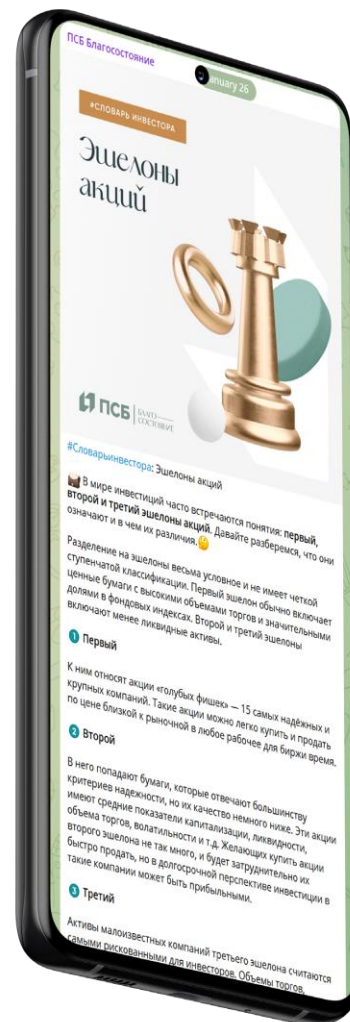 ПСБ Благосостояние
anuary 26
#СЛОВАРЬ ИНВЕСТОРА
Эшелоны
акций
ПСБ БЛАГО
СОСТОЯНИЕ
#Словарьинвестора: Эшелоны акций
В мире инвестиций часто встречаются понятия: первый,
второй и третий эшелоны акций. Давайте разберемся, что они
означают и в чем их различия.
Разделение на эшелоны весьма условное и не имеет четкой
ступенчатой классификации. Первый эшелон обычно включает
ценные бумаги с высокими объемами торгов и значительными
долями в фондовых индексах. Второй и третий эшелоны
включают менее ликвидные активы.
1 Первый
К ним относят акции «голубых фишек» — 15 самых надёжных и
крупных компаний. Такие акции можно легко купить и продать
по цене близкой к рыночной в любое рабочее для биржи время.
2 Второй
В него попадают бумаги, которые отвечают большинству
критериев надежности, но их качество немного ниже. Эти акции
имеют средние показатели капитализации, ликвидности,
объема торгов, волатильности и т.д. Желающих купить акции
второго эшелона не так много, и будет затруднительно их
быстро продать, но в долгосрочной перспективе инвестиции в
такие компании может быть прибыльными.
3 Третий
Активы малоизвестных компаний третьего эшелона считаются
самыми рискованными для инвесторов. Объемы торгов,